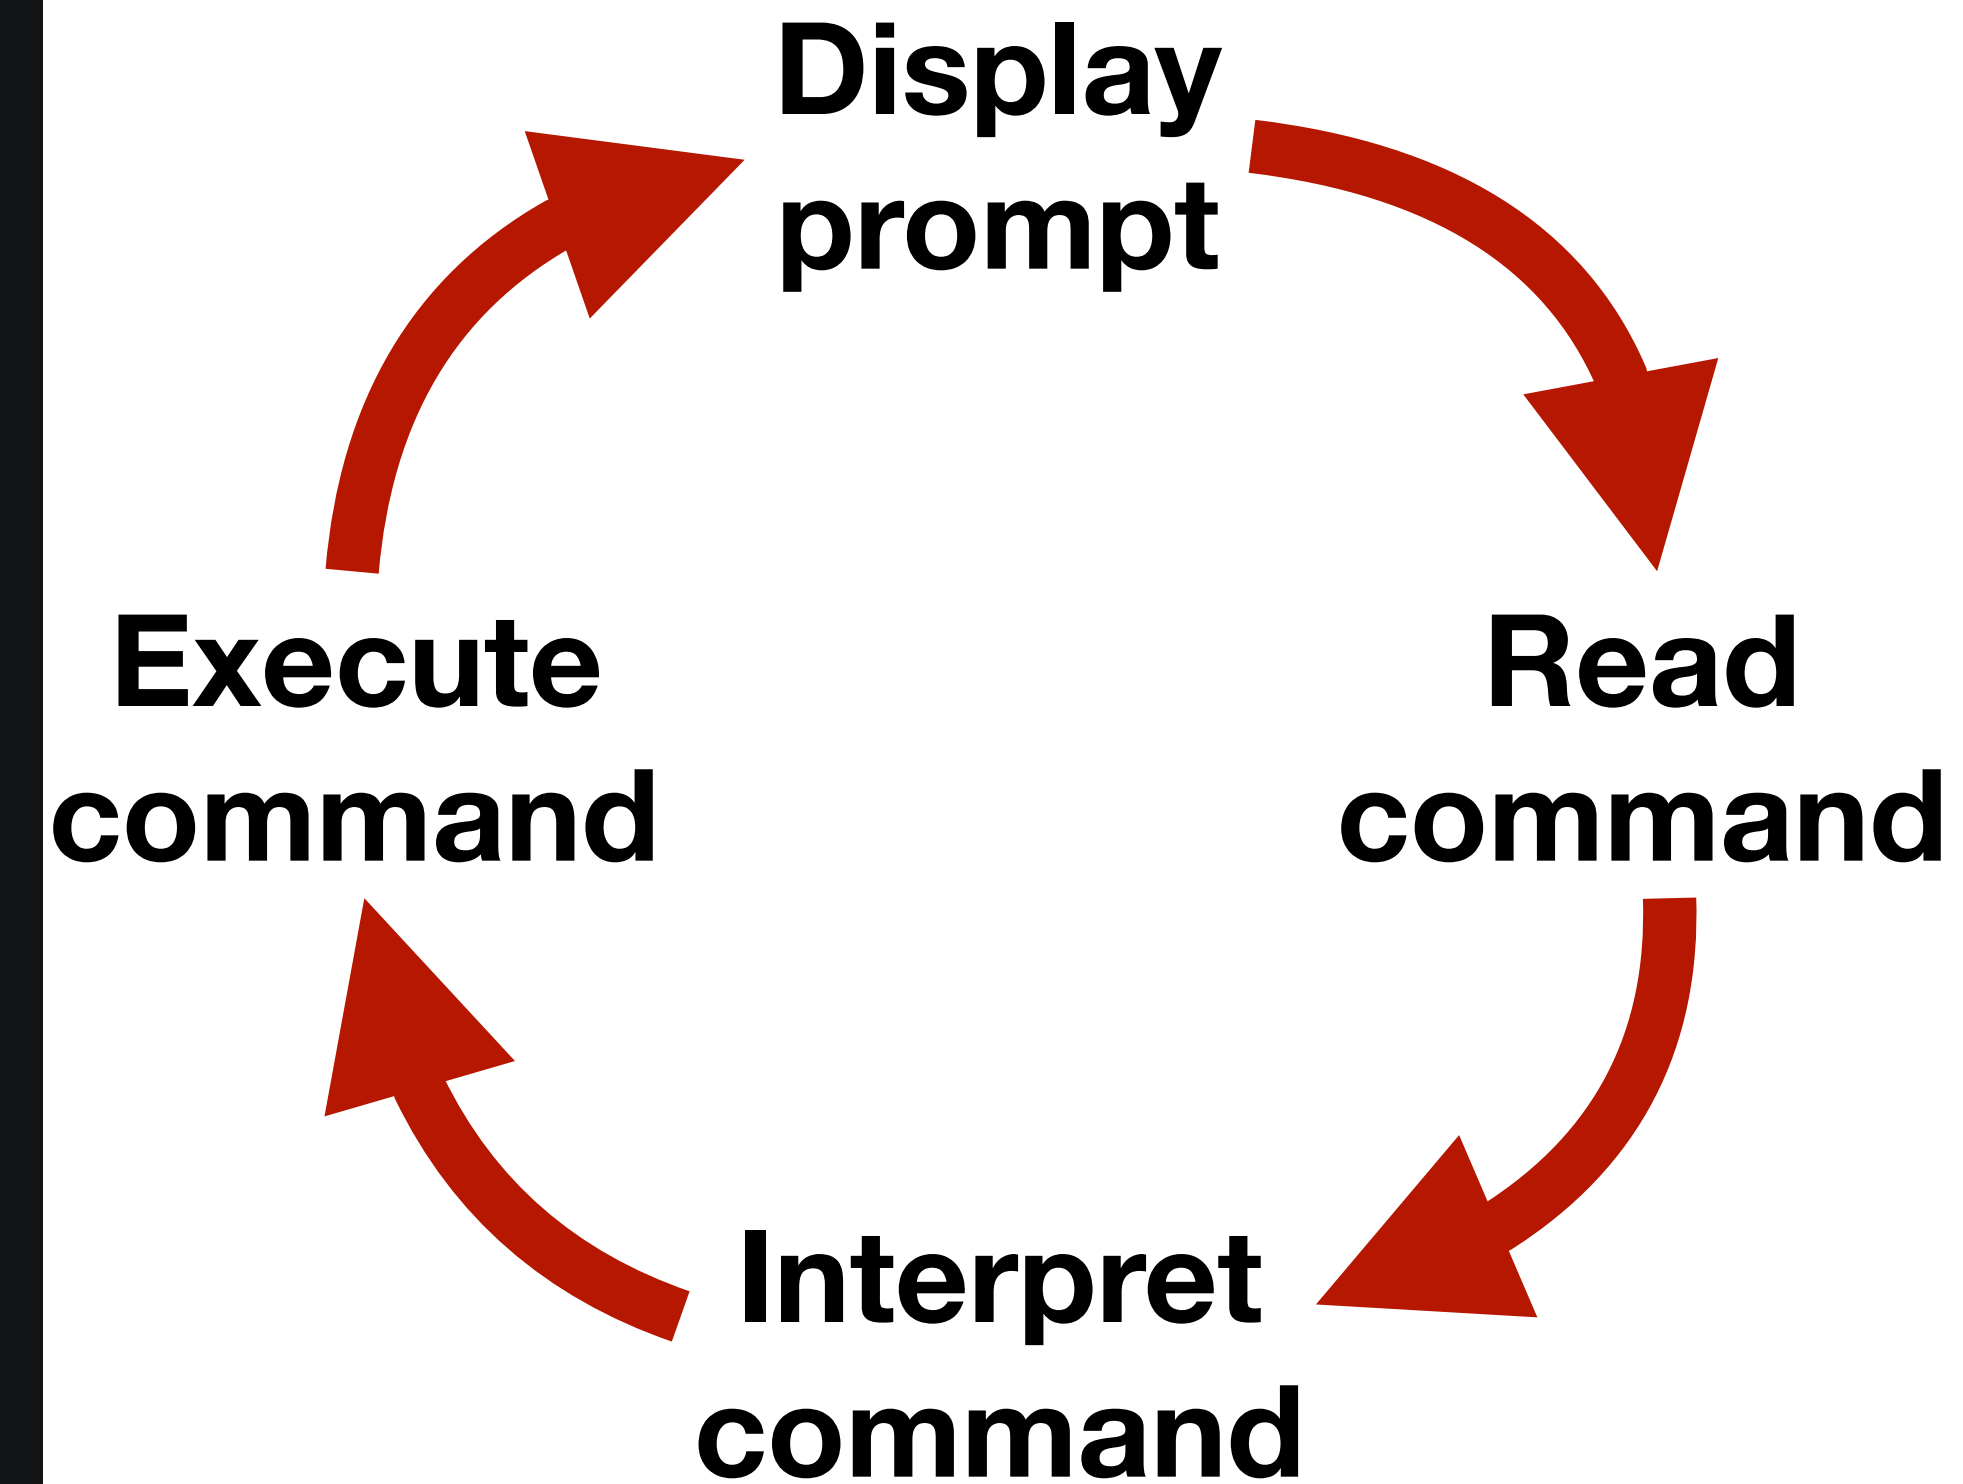 Display
prompt
Read
command
Interpret
command
Execute
command